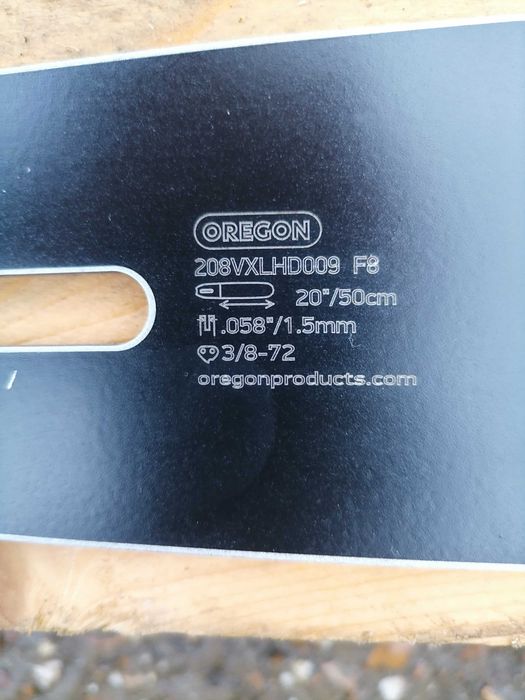 OREGON
208VXLHD009 F8
20"/50cm
.058"/1.5mm
3/8-72
oregonproducts.com